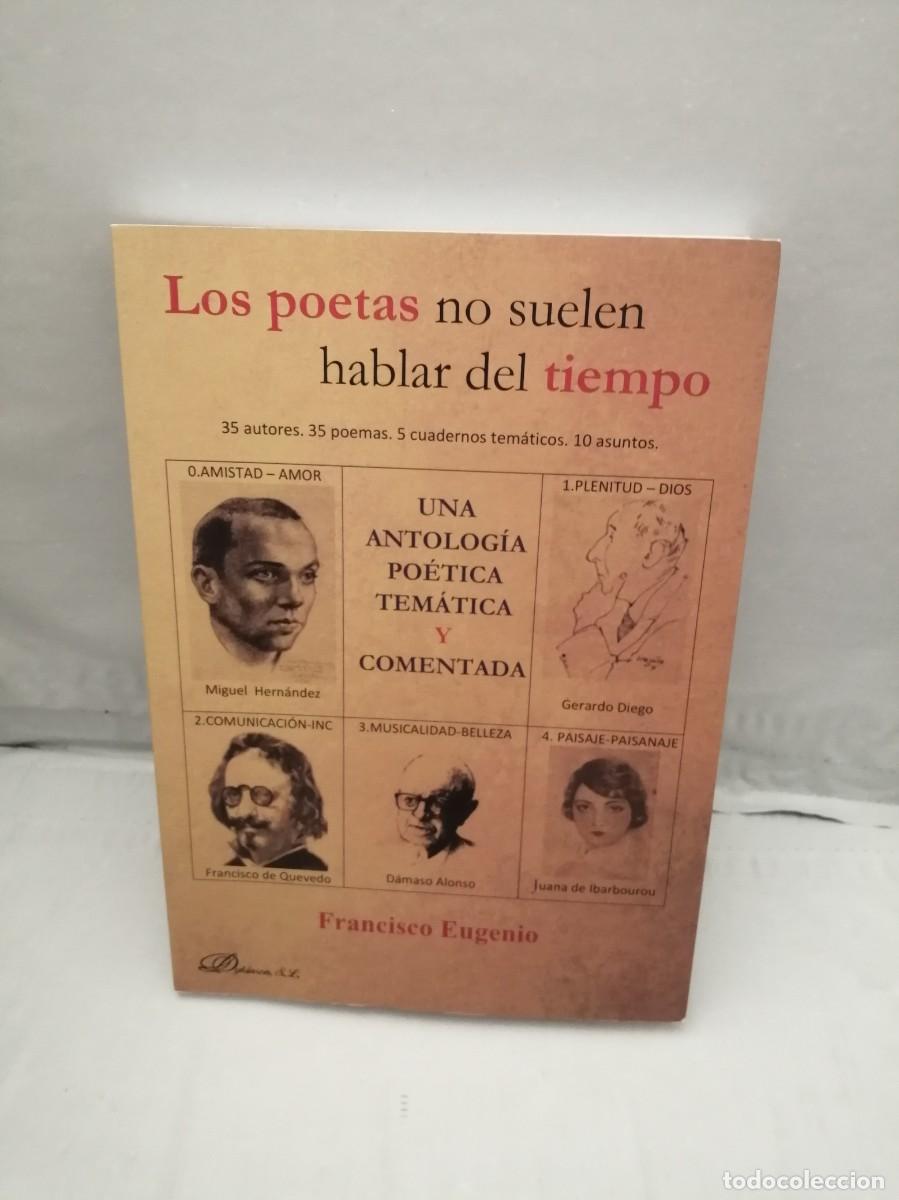 Los poetas no suelen
hablar del tiempo
35 autores. 35 poemas. 5 cuadernos temáticos. 10 asuntos.
0.AMISTAD – AMOR
Miguel Hernández
UNA
ANTOLOGÍA
POÉTICA
TEMÁTICA
Y
COMENTADA
1.PLENITUD – DIOS
Gerardo Diego
2.COMUNICACIÓN-INC
Francisco de Quevedo
3.MUSICALIDAD-BELLEZA
Dámaso Alonso
4. PAISAJE-PAISANAJE
Juana de Ibarbourou
Francisco Eugenio
Dykinson, S.L.
todocoleccion